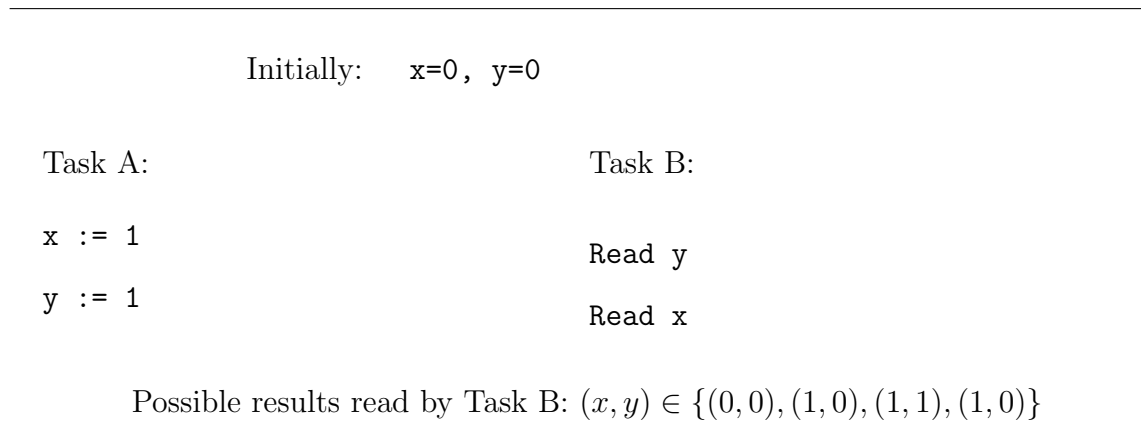 Initially: x=0, y=0
Task A: Task B:
x := 1
Read y
y := 1
Read x
Possible results read by Task B: (x, y) ∈ {(0, 0), (1, 0), (1, 1), (1, 0)}